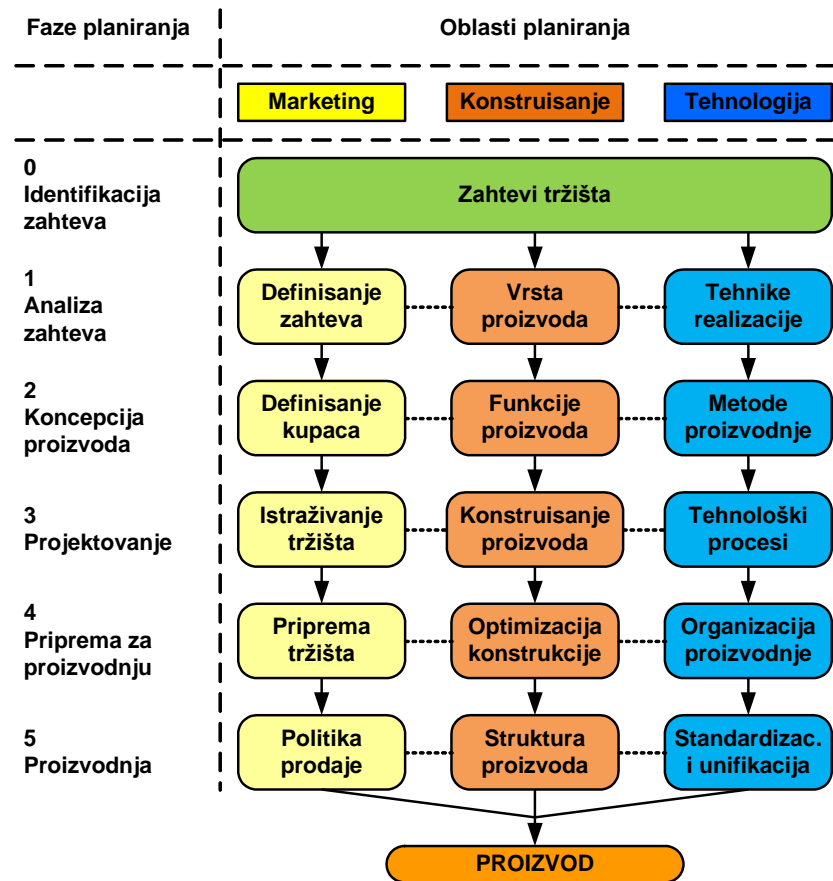 Faze planiranja
Oblasti planiranja
Marketing
Konstruisanje
Tehnologija
0
Identifikacija
zahteva
Zahtevi tržišta
1
Analiza
zahteva
Definisanje
zahteva
Vrsta
proizvoda
Tehnike
realizacije
2
Koncepcija
proizvoda
Definisanje
kupaca
Funkcije
proizvoda
Metode
proizvodnje
3
Projektovanje
Istraživanje
tržišta
Konstruisanje
proizvoda
Tehnološki
procesi
4
Priprema za
proizvodnju
Priprema
tržišta
Optimizacija
konstrukcije
Organizacija
proizvodnje
5
Proizvodnja
Politika
prodaje
Struktura
proizvoda
Standardizac.
i unifikacija
PROIZVOD